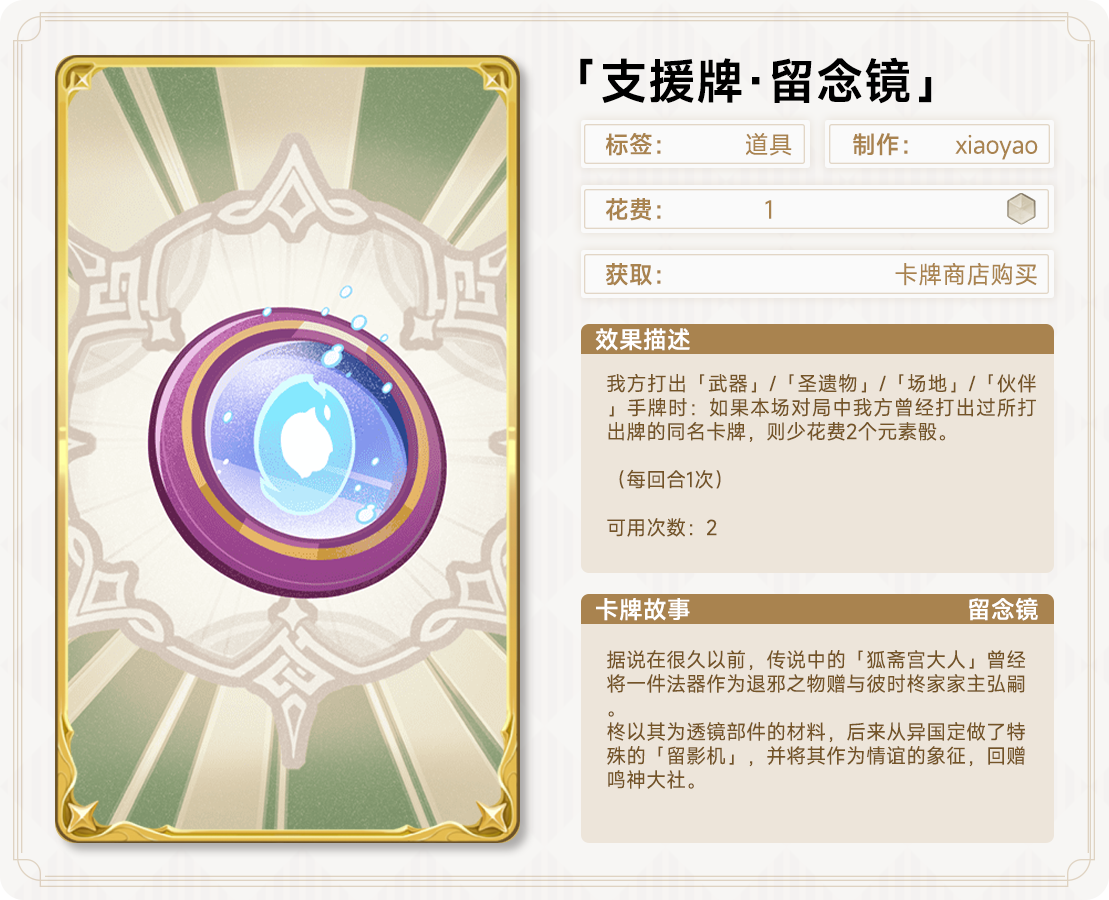 「支援牌·留念镜」
标签： 道具
制作： xiaoyao
花费： 1
获取： 卡牌商店购买
效果描述
我方打出「武器」/「圣遗物」/「场地」/「伙伴
」手牌时：如果本场对局中我方曾经打出过所打
出牌的同名卡牌，则少花费2个元素骰。
（每回合1次）
可用次数：2
卡牌故事 留念镜
据说在很久以前，传说中的「狐斋宫大人」曾经
将一件法器作为退邪之物赠与彼时柊家家主弘嗣
。
柊以其为透镜部件的材料，后来从异国定做了特
殊的「留影机」，并将其作为情谊的象征，回赠
鸣神大社。